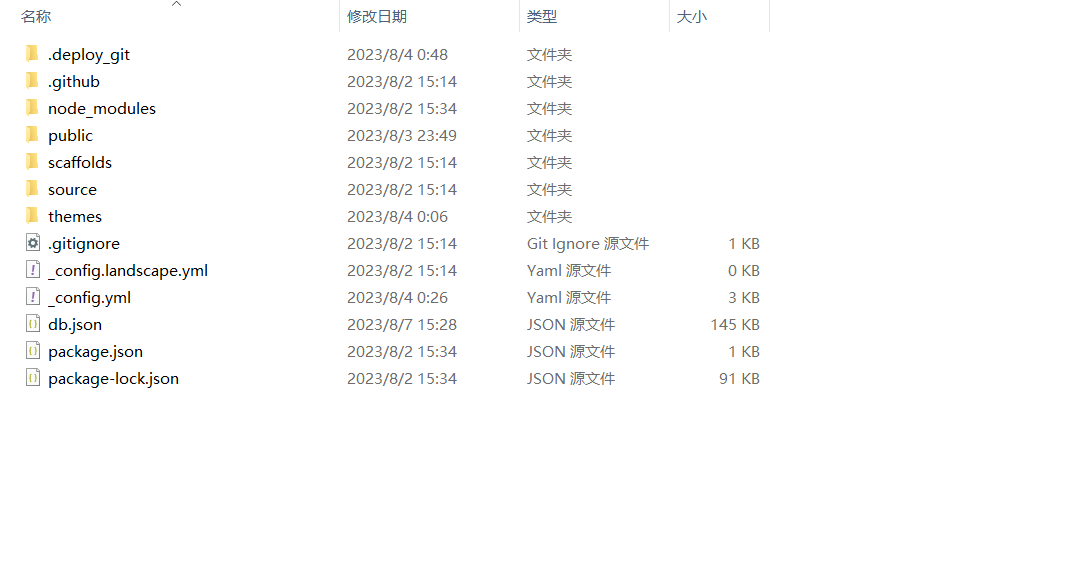 名称 修改日期 类型 大小
.deploy_git 2023/8/4 0:48 文件夹
.github 2023/8/2 15:14 文件夹
node_modules 2023/8/2 15:34 文件夹
public 2023/8/3 23:49 文件夹
scaffolds 2023/8/2 15:14 文件夹
source 2023/8/2 15:14 文件夹
themes 2023/8/4 0:06 文件夹
.gitignore 2023/8/2 15:14 Git Ignore 源文件 1 KB
_config.landscape.yml 2023/8/2 15:14 Yaml 源文件 0 KB
_config.yml 2023/8/4 0:26 Yaml 源文件 3 KB
db.json 2023/8/7 15:28 JSON 源文件 145 KB
package.json 2023/8/2 15:34 JSON 源文件 1 KB
package-lock.json 2023/8/2 15:34 JSON 源文件 91 KB